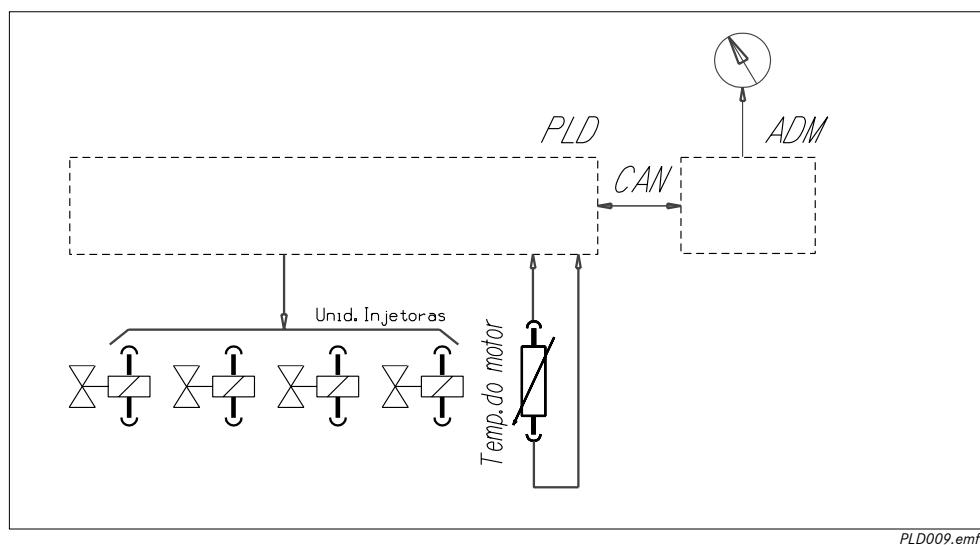 PLD
ADM
CAN
Unid. Injetoras
Temp.do motor
PLD009.emf